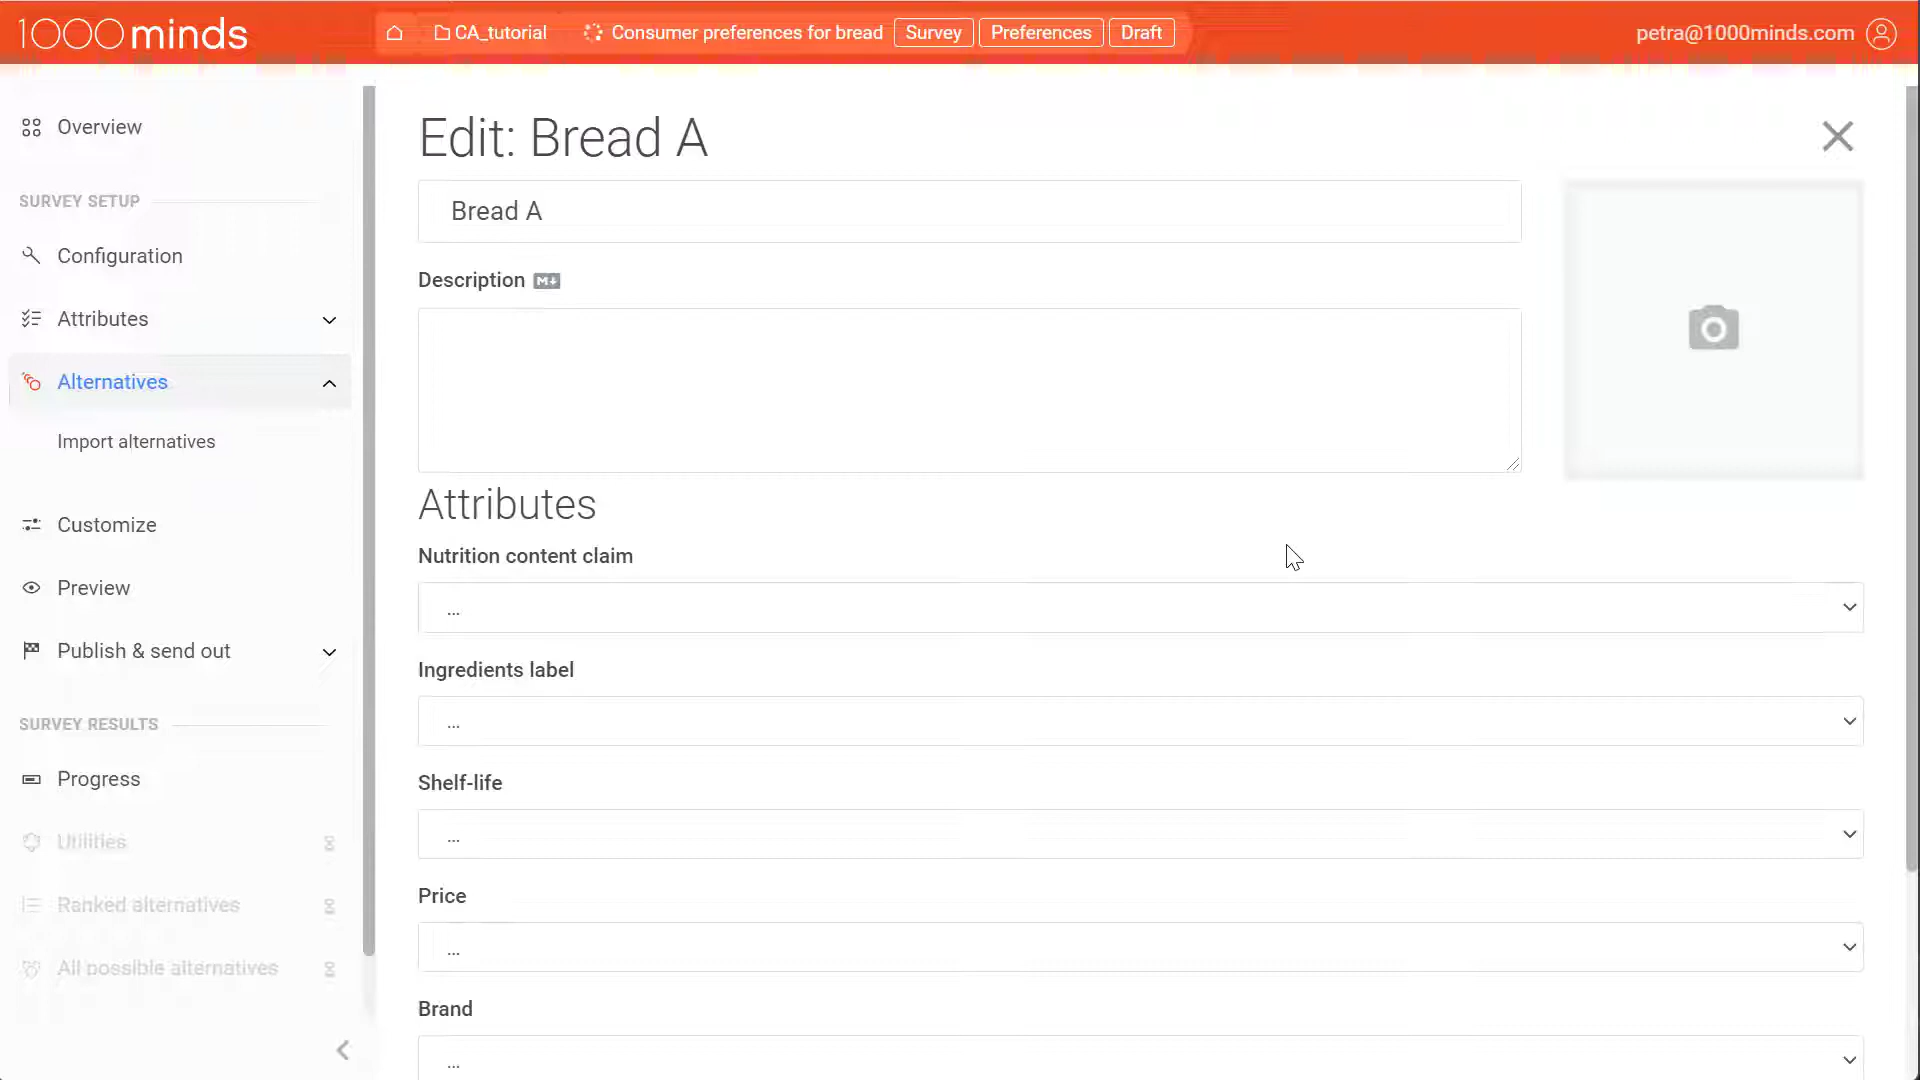 1000minds
CA_tutorial
Consumer preferences for bread
Survey
Preferences
Draft
petra@1000minds.com
Overview
SURVEY SETUP
Configuration
Attributes
Alternatives
Import alternatives
Customize
Preview
Publish & send out
SURVEY RESULTS
Progress
Utilities
Ranked alternatives
All possible alternatives
Edit: Bread A
Bread A
Description M↓
Attributes
Nutrition content claim
...
Ingredients label
...
Shelf-life
...
Price
...
Brand
...